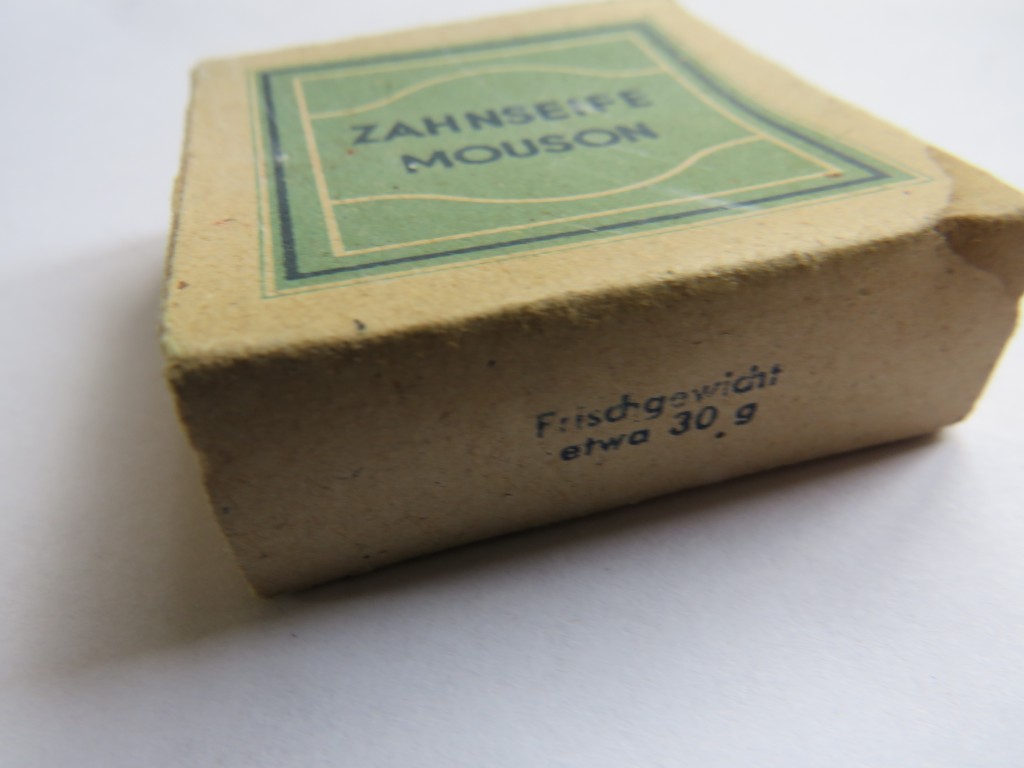 ZAHNSEIFE
MOUSON
Frischgewicht
etwa 30 g